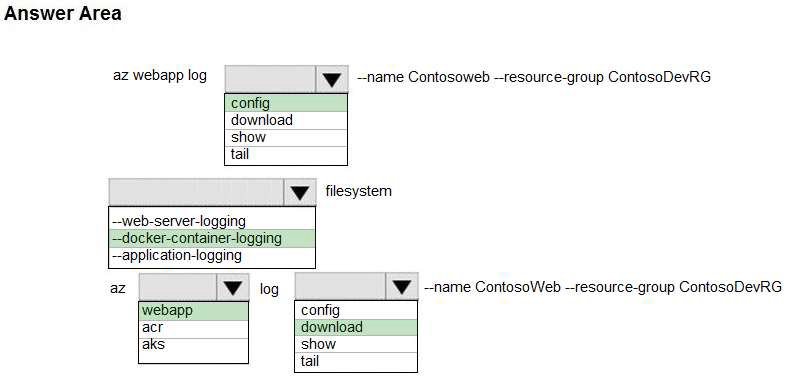 Answer Area
az webapp log --name Contosoweb --resource-group ContosoDevRG
config
download
show
tail
filesystem
--web-server-logging
--docker-container-logging
--application-logging
az log --name ContosoWeb --resource-group ContosoDevRG
webapp
acr
aks
config
download
show
tail